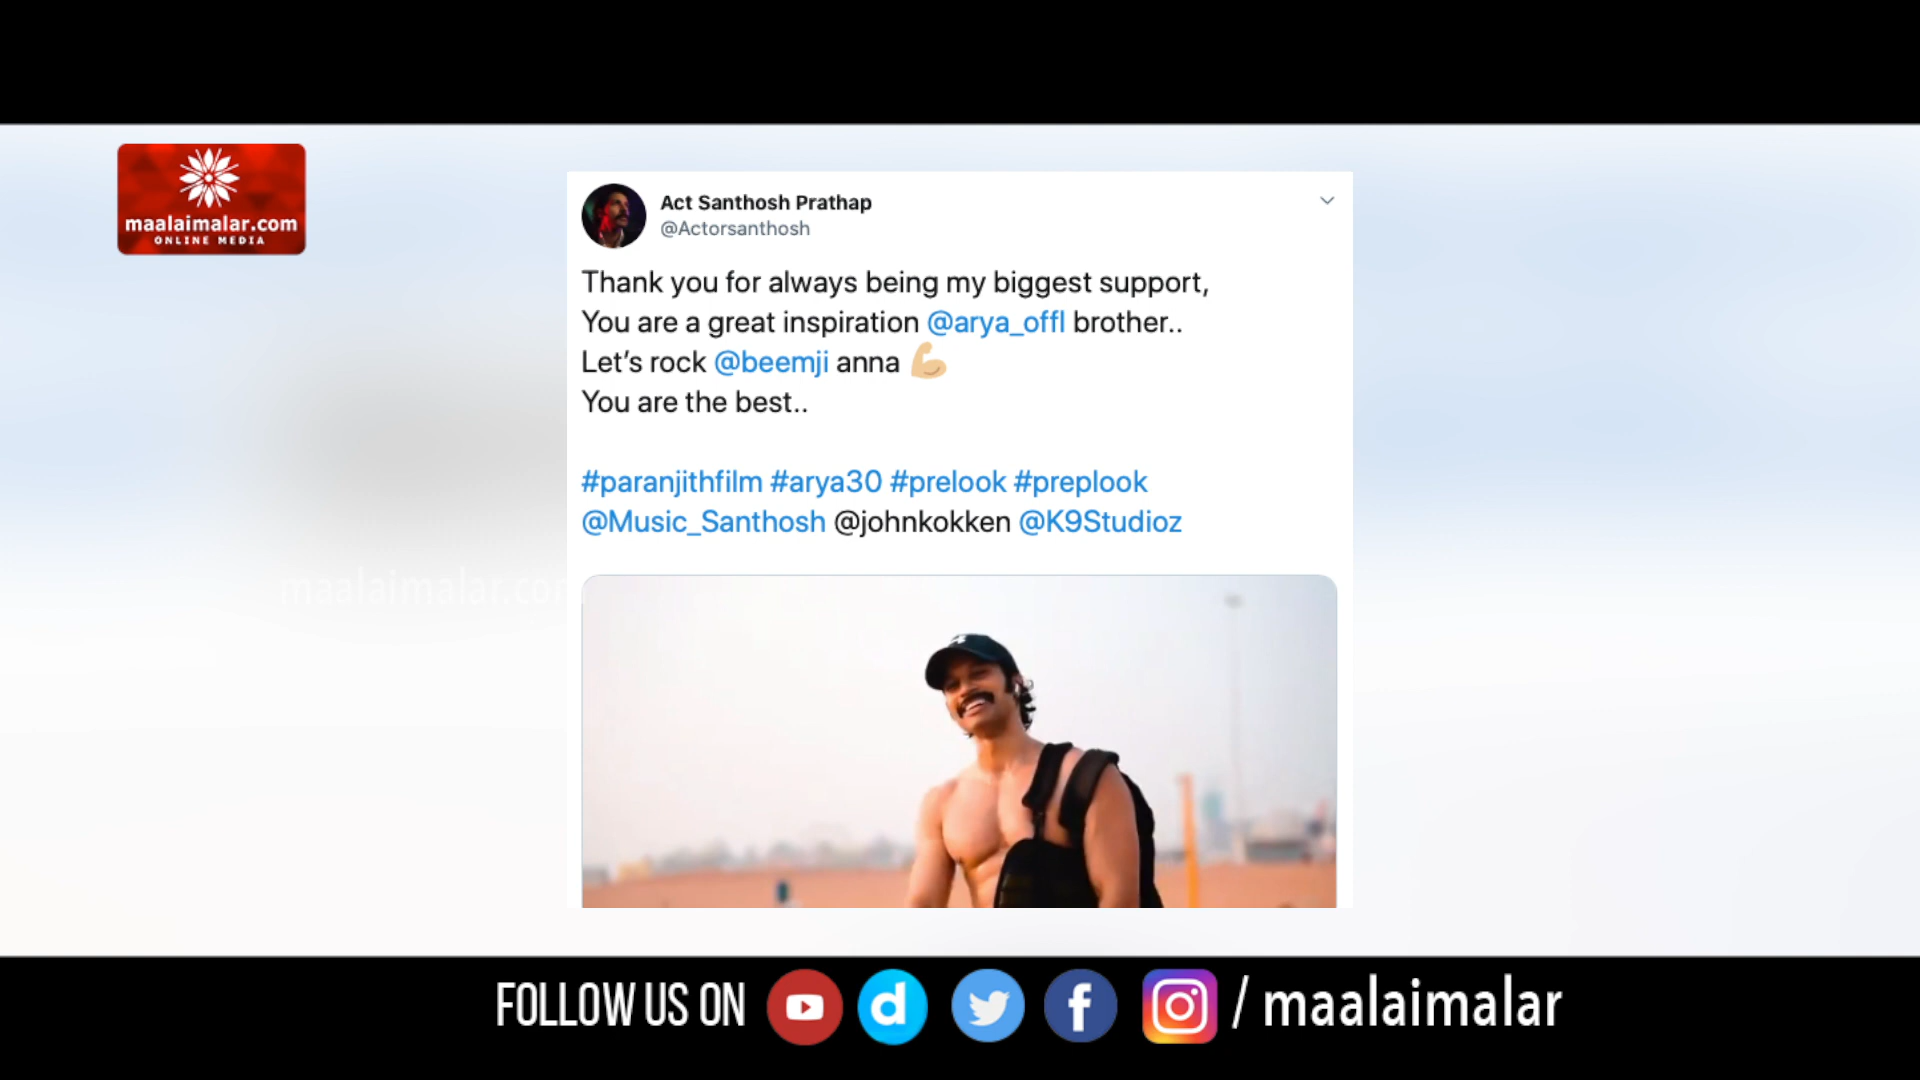 maalaimalar.com
ONLINE MEDIA
Act Santhosh Prathap
@Actorsanthosh
Thank you for always being my biggest support,
You are a great inspiration @arya_offl brother..
Let’s rock @beemji anna 💪🏼
You are the best..
#paranjithfilm #arya30 #prelook #preplook
@Music_Santhosh @johnkokken @K9Studioz
maalaimalar.com
FOLLOW US ON / maalaimalar